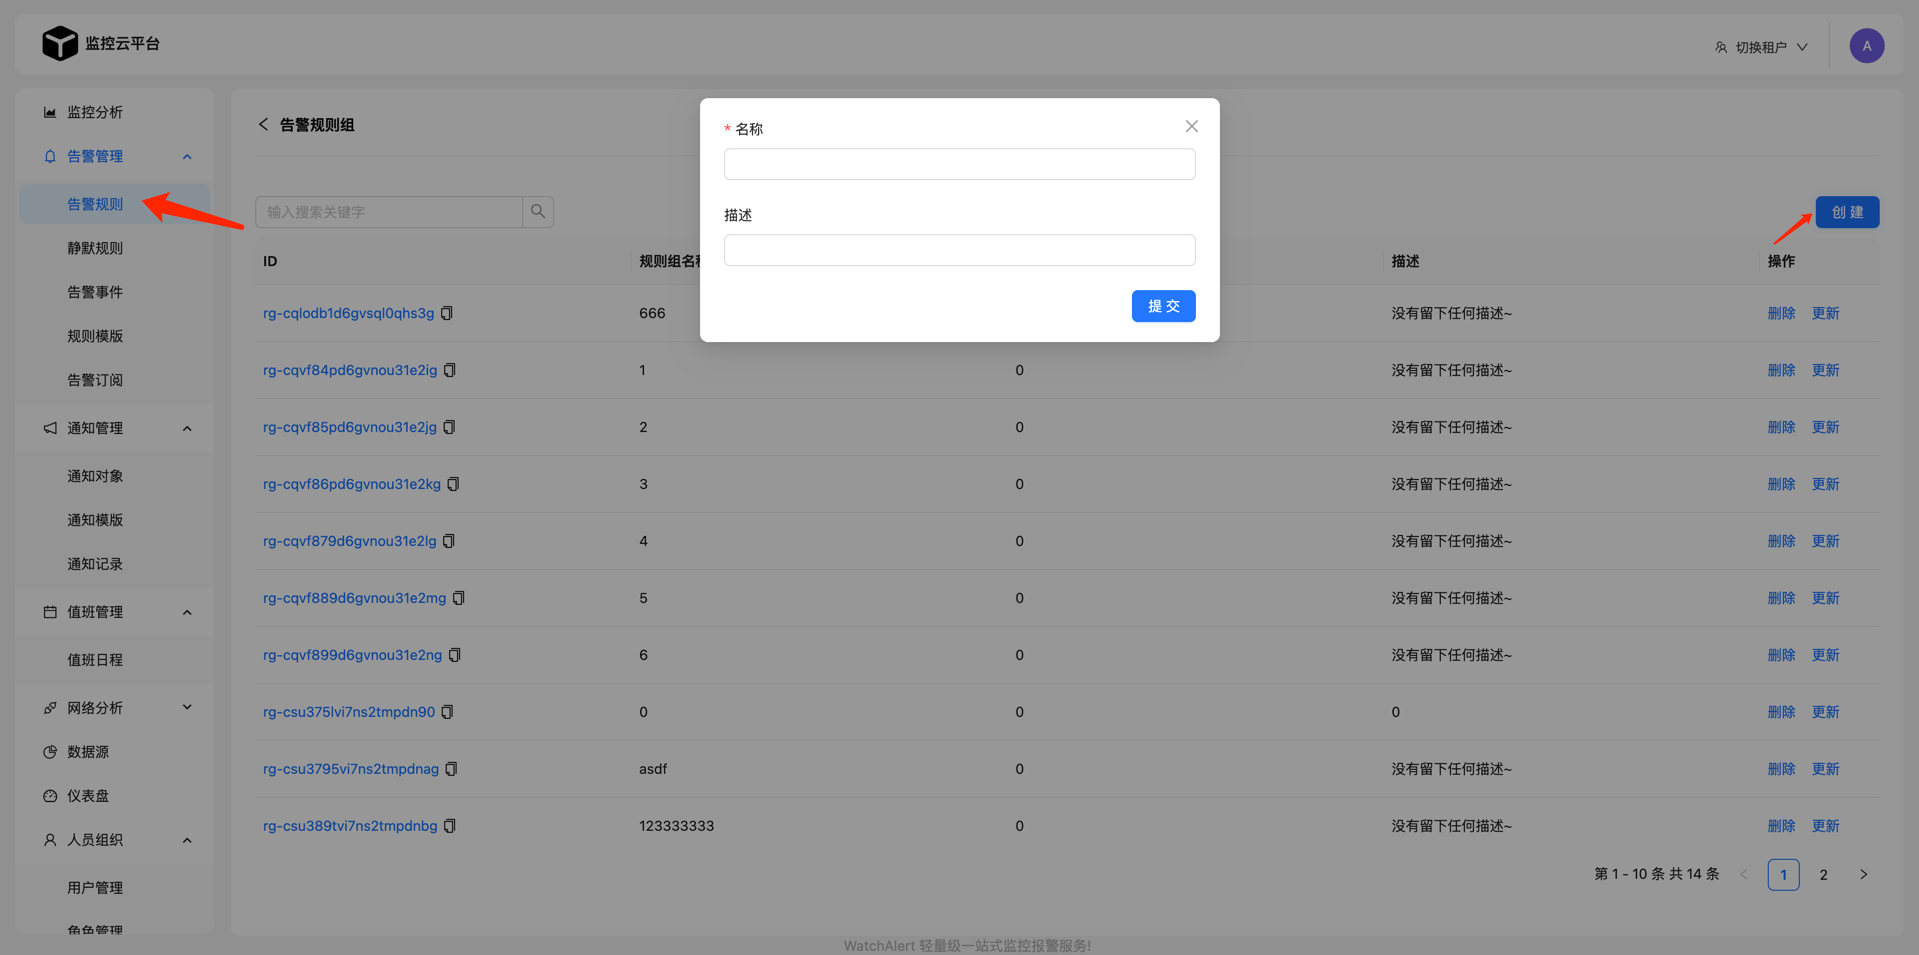 监控云平台
切换租户
A
监控分析
告警管理
告警规则
静默规则
告警事件
规则模版
告警订阅
通知管理
通知对象
通知模版
通知记录
值班管理
值班日程
网络分析
数据源
仪表盘
人员组织
用户管理
角色管理
告警规则组
输入搜索关键字
创 建
* 名称
描述
提 交
ID 规则组名称 描述 操作
rg-cqlodb1d6gvsql0qhs3g 666 没有留下任何描述~ 删除 更新
rg-cqvf84pd6gvnou31e2ig 1 0 没有留下任何描述~ 删除 更新
rg-cqvf85pd6gvnou31e2jg 2 0 没有留下任何描述~ 删除 更新
rg-cqvf86pd6gvnou31e2kg 3 0 没有留下任何描述~ 删除 更新
rg-cqvf879d6gvnou31e2lg 4 0 没有留下任何描述~ 删除 更新
rg-cqvf889d6gvnou31e2mg 5 0 没有留下任何描述~ 删除 更新
rg-cqvf899d6gvnou31e2ng 6 0 没有留下任何描述~ 删除 更新
rg-csu375lvi7ns2tmpdn90 0 0 0 删除 更新
rg-csu3795vi7ns2tmpdnag asdf 0 没有留下任何描述~ 删除 更新
rg-csu389tvi7ns2tmpdnbg 123333333 0 没有留下任何描述~ 删除 更新
第 1 - 10 条 共 14 条 1 2
WatchAlert 轻量级一站式监控报警服务!